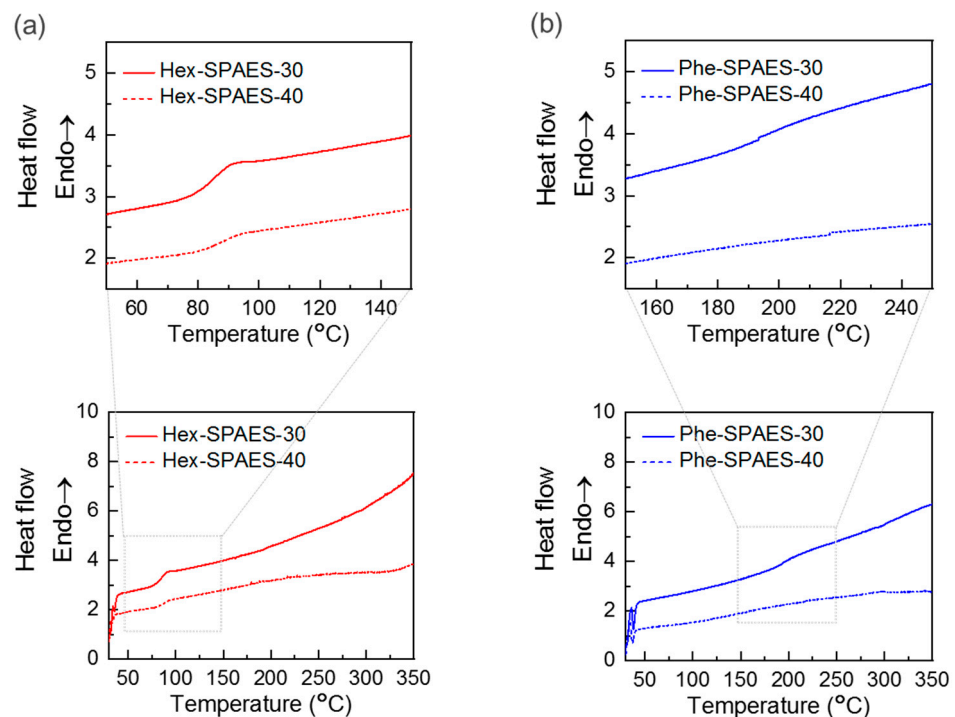 (a)
Hex-SPAES-30
Hex-SPAES-40
Heat flow
Endo→
5
4
3
2
60 80 100 120 140
Temperature (°C)
(b)
Phe-SPAES-30
Phe-SPAES-40
Heat flow
Endo→
5
4
3
2
160 180 200 220 240
Temperature (°C)
Hex-SPAES-30
Hex-SPAES-40
Heat flow
Endo→
10
8
6
4
2
0
50 100 150 200 250 300 350
Temperature (°C)
Phe-SPAES-30
Phe-SPAES-40
Heat flow
Endo→
10
8
6
4
2
0
50 100 150 200 250 300 350
Temperature (°C)